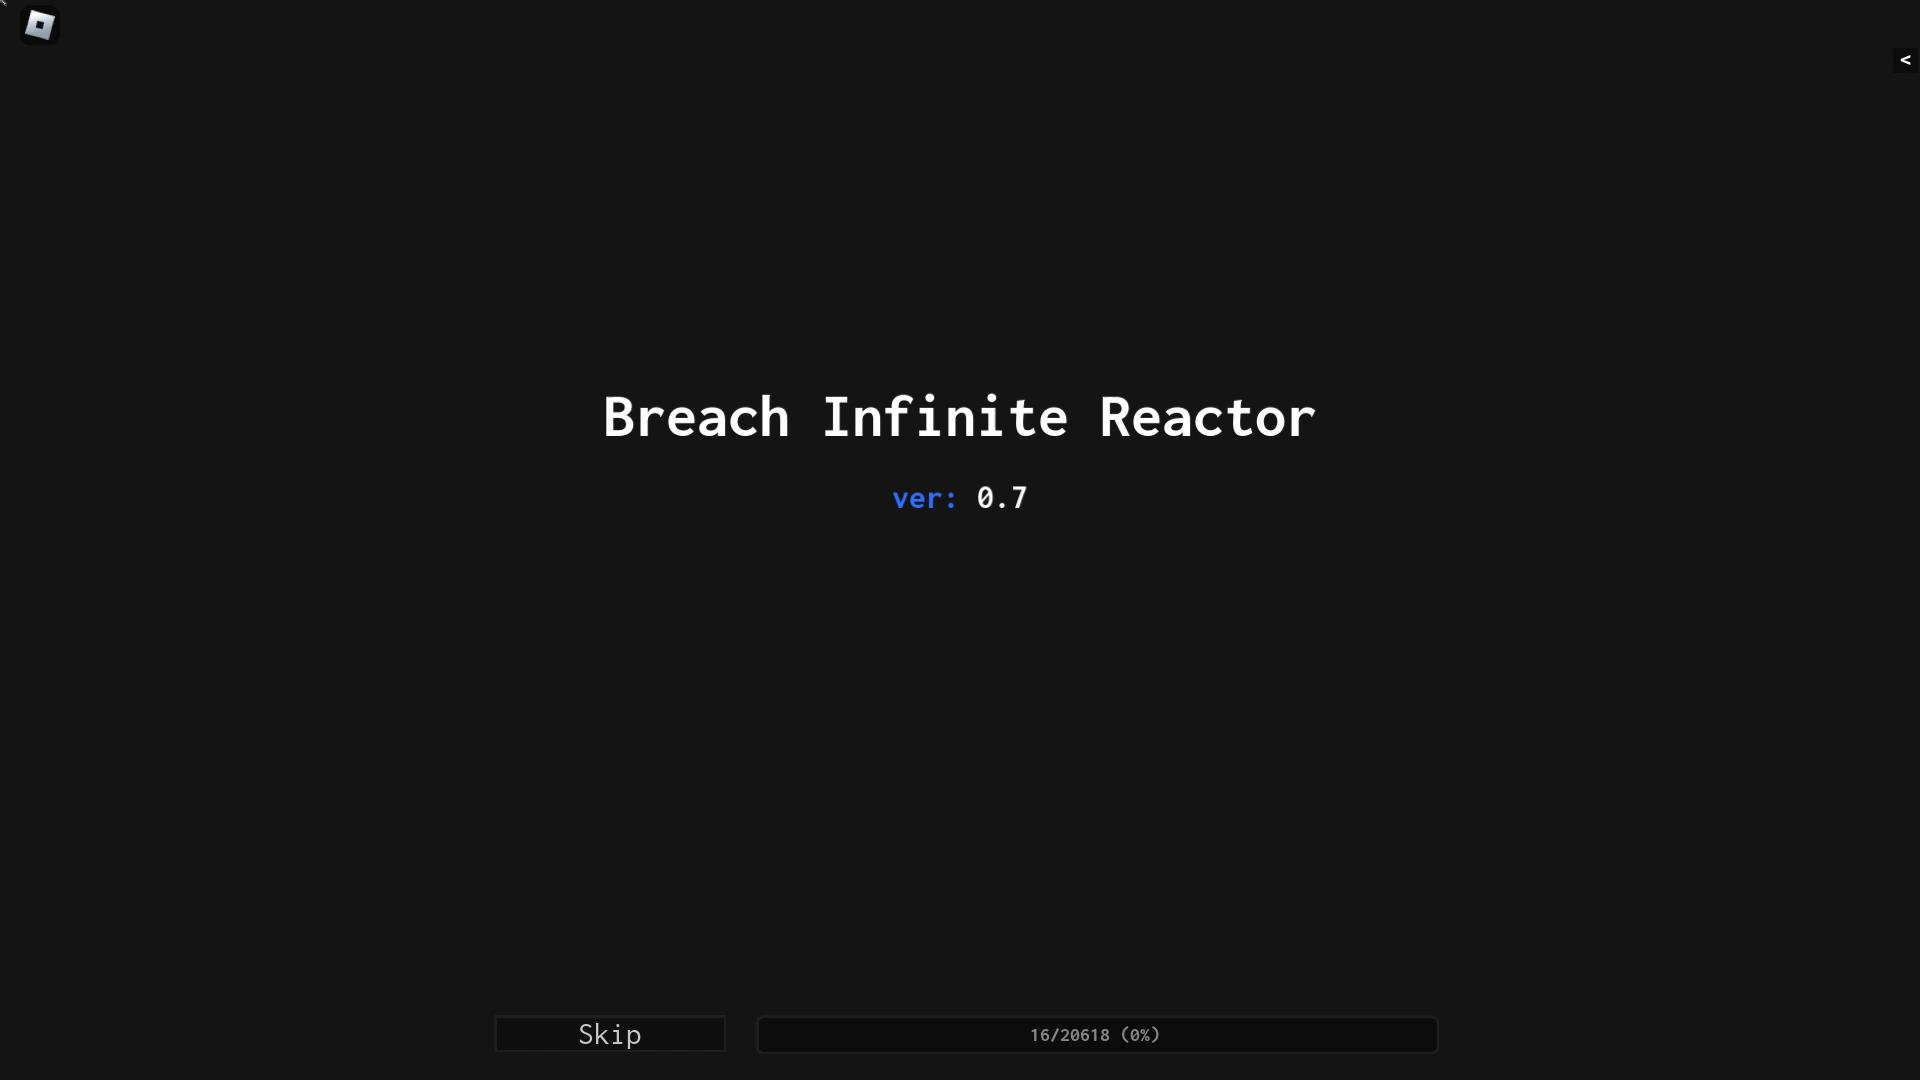 <
Breach Infinite Reactor
ver: 0.7
Skip
16/20618 (0%)